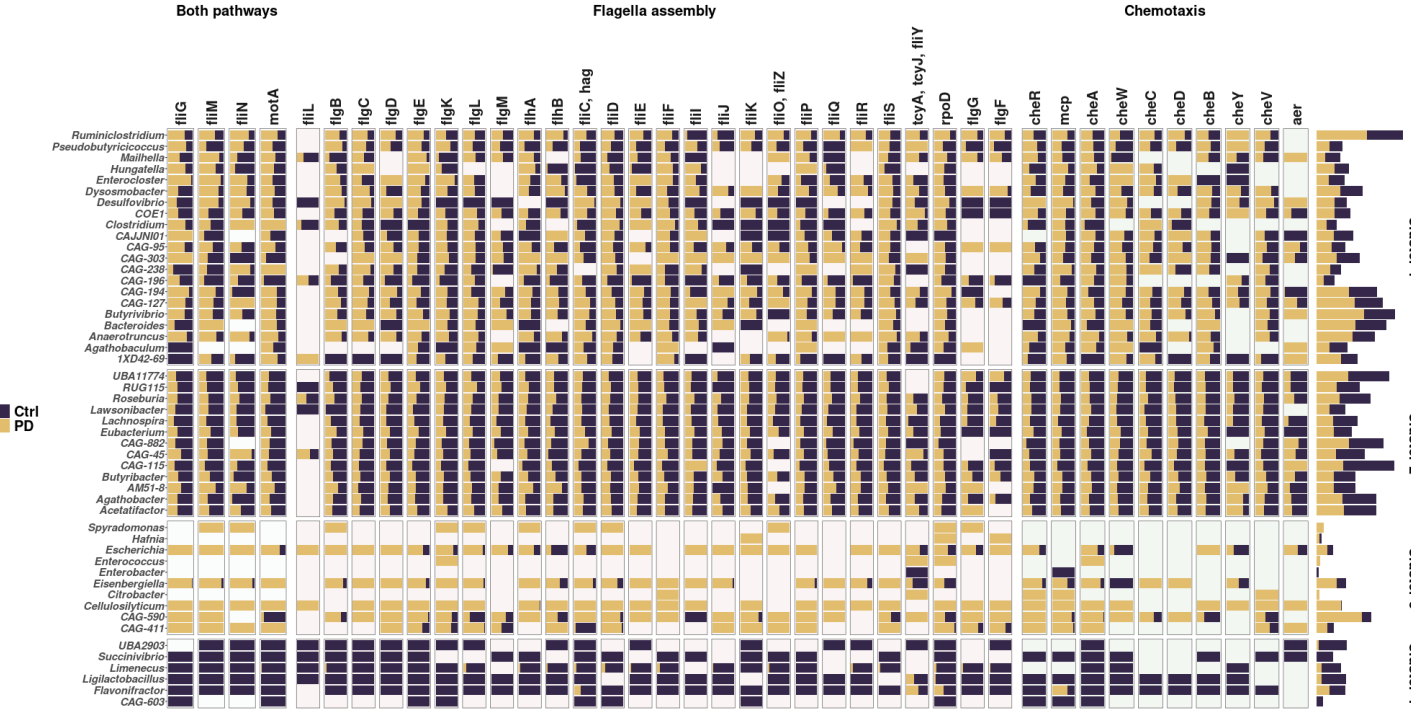 Both pathways
Flagella assembly
Chemotaxis
fliG
fliM
fliN
motA
fliL
flgB
flgC
flgD
flgE
flgK
flgL
flgM
flhA
flhB
fliC, hag
fliD
fliE
fliF
fliI
fliJ
fliK
fliO, fliZ
fliP
fliQ
fliR
fliS
tcyA, tcyJ, fliY
rpoD
flgG
flgF
cheR
mcp
cheA
cheW
cheC
cheD
cheB
cheY
cheV
aer
Ruminiclostridium
Pseudobutyricicoccus
Mailhella
Hungatella
Enterocloster
Dysosmobacter
Desulfovibrio
COE1
Clostridium
CAJJNI01
CAG-95
CAG-303
CAG-238
CAG-196
CAG-194
CAG-127
Butyrivibrio
Bacteroides
Anaerotruncus
Agathobaculum
1XD42-69
UBA11774
RUG115
Roseburia
Lawsonibacter
Lachnospira
Eubacterium
CAG-882
CAG-45
CAG-115
Butyribacter
AM51-8
Agathobacter
Acetatifactor
Spyradomonas
Hafnia
Escherichia
Enterococcus
Enterobacter
Eisenbergiella
Citrobacter
Cellulosilyticum
CAG-590
CAG-411
UBA2903
Succinivibrio
Limenecus
Ligilactobacillus
Flavonifractor
CAG-603
Ctrl
PD